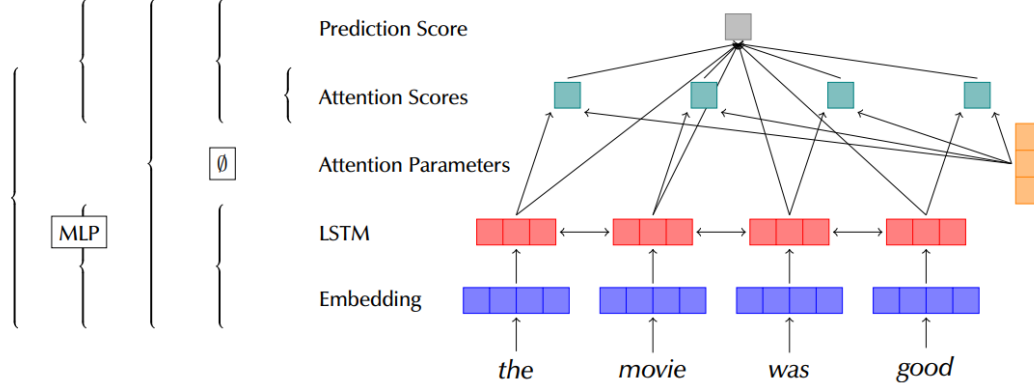 Prediction Score
Attention Scores
Attention Parameters
∅
MLP
LSTM
Embedding
the movie was good